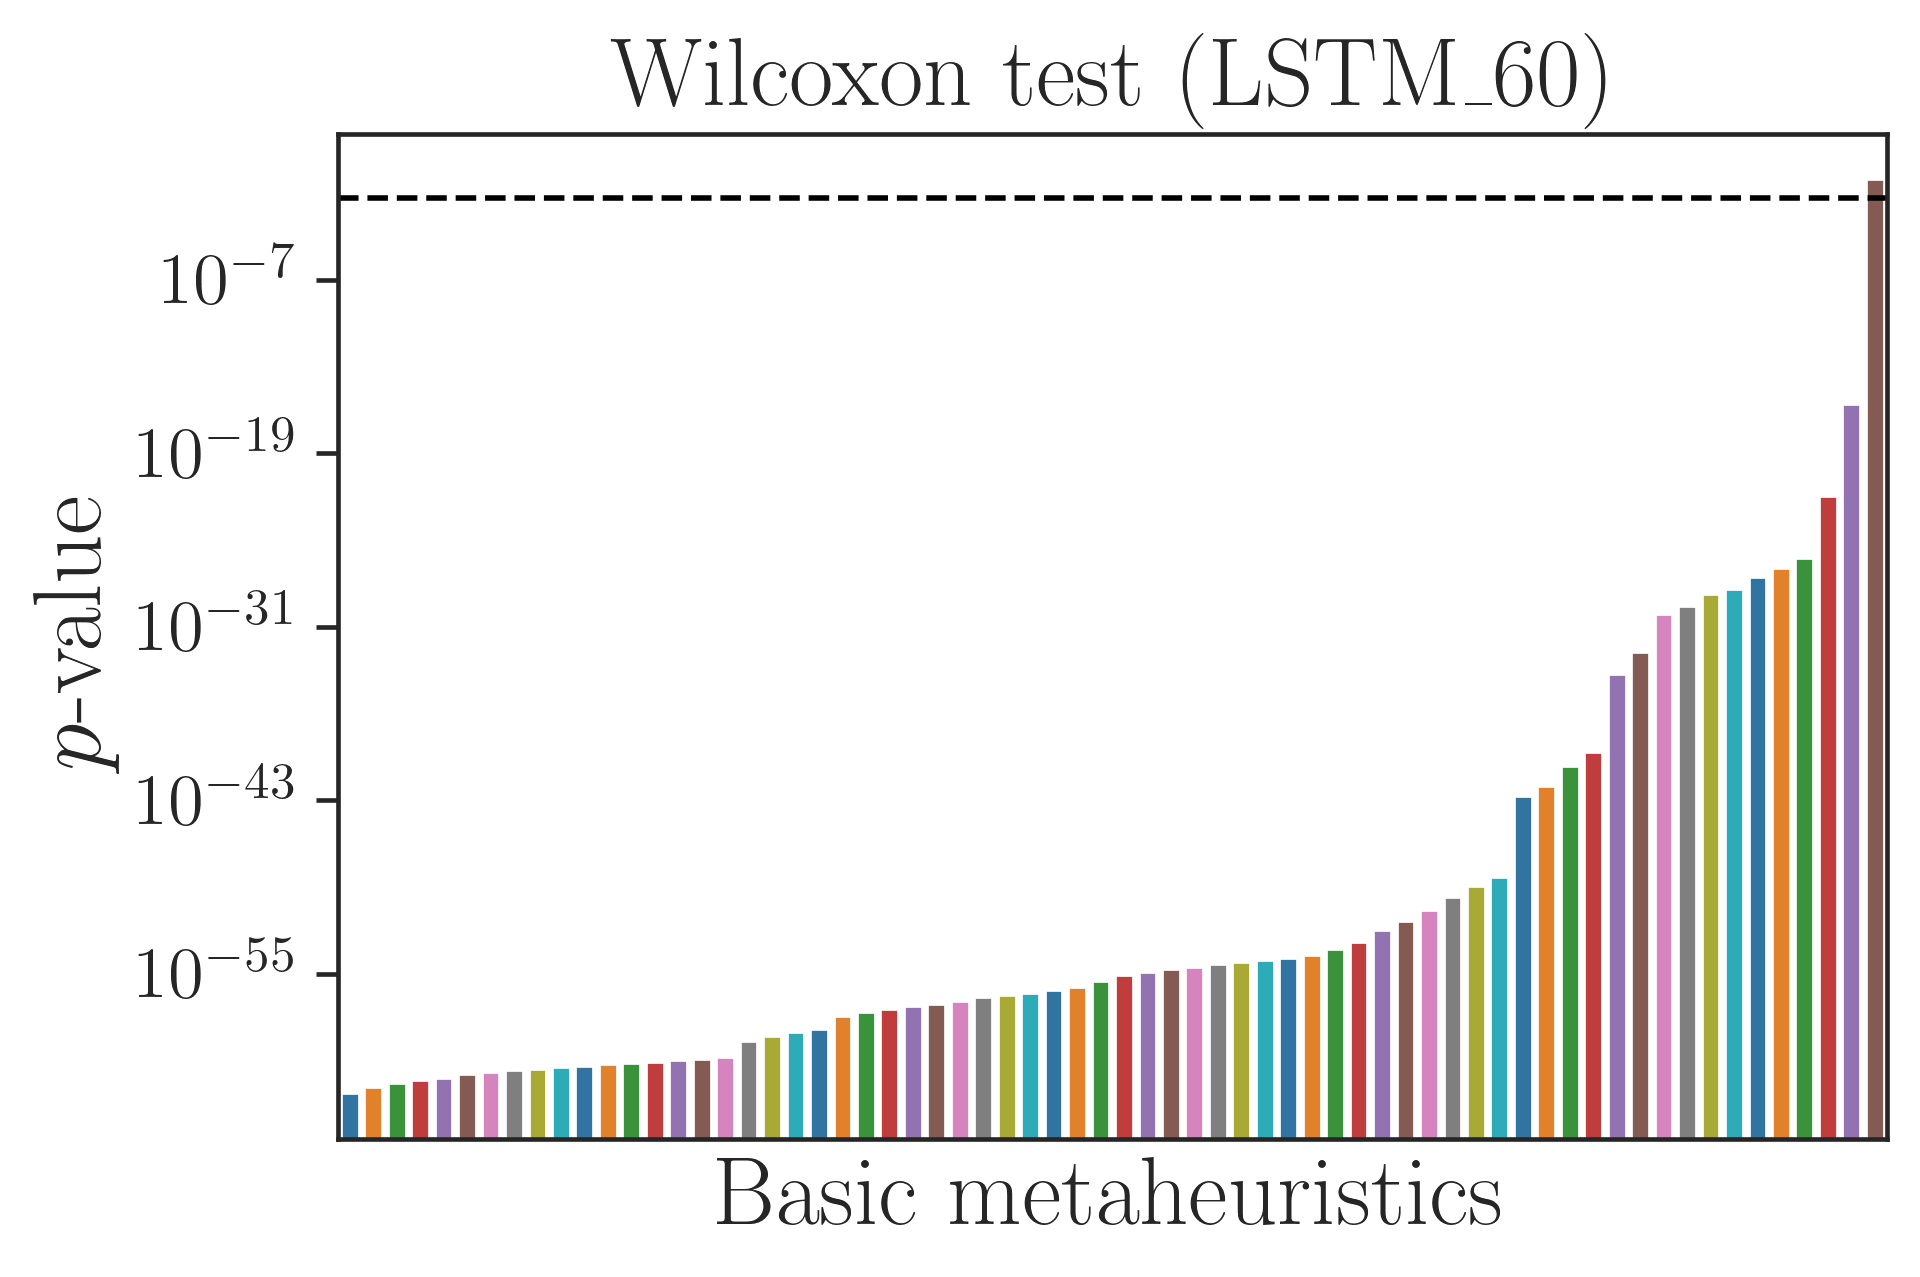 Wilcoxon test (LSTM_60)
10⁻⁷
10⁻¹⁹
10⁻³¹
10⁻⁴³
10⁻⁵⁵
p-value
Basic metaheuristics